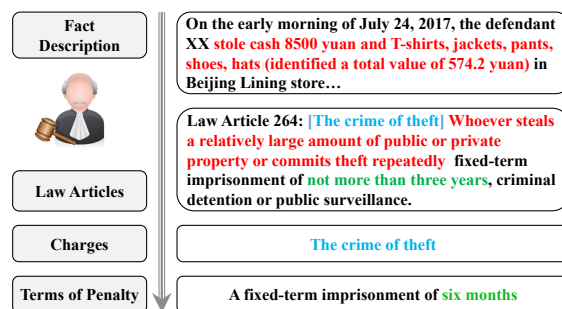 Fact
Description
On the early morning of July 24, 2017, the defendant
XX stole cash 8500 yuan and T-shirts, jackets, pants,
shoes, hats (identified a total value of 574.2 yuan) in
Beijing Lining store…
Law Articles
Law Article 264: [The crime of theft] Whoever steals
a relatively large amount of public or private
property or commits theft repeatedly fixed-term
imprisonment of not more than three years, criminal
detention or public surveillance.
Charges
The crime of theft
Terms of Penalty
A fixed-term imprisonment of six months